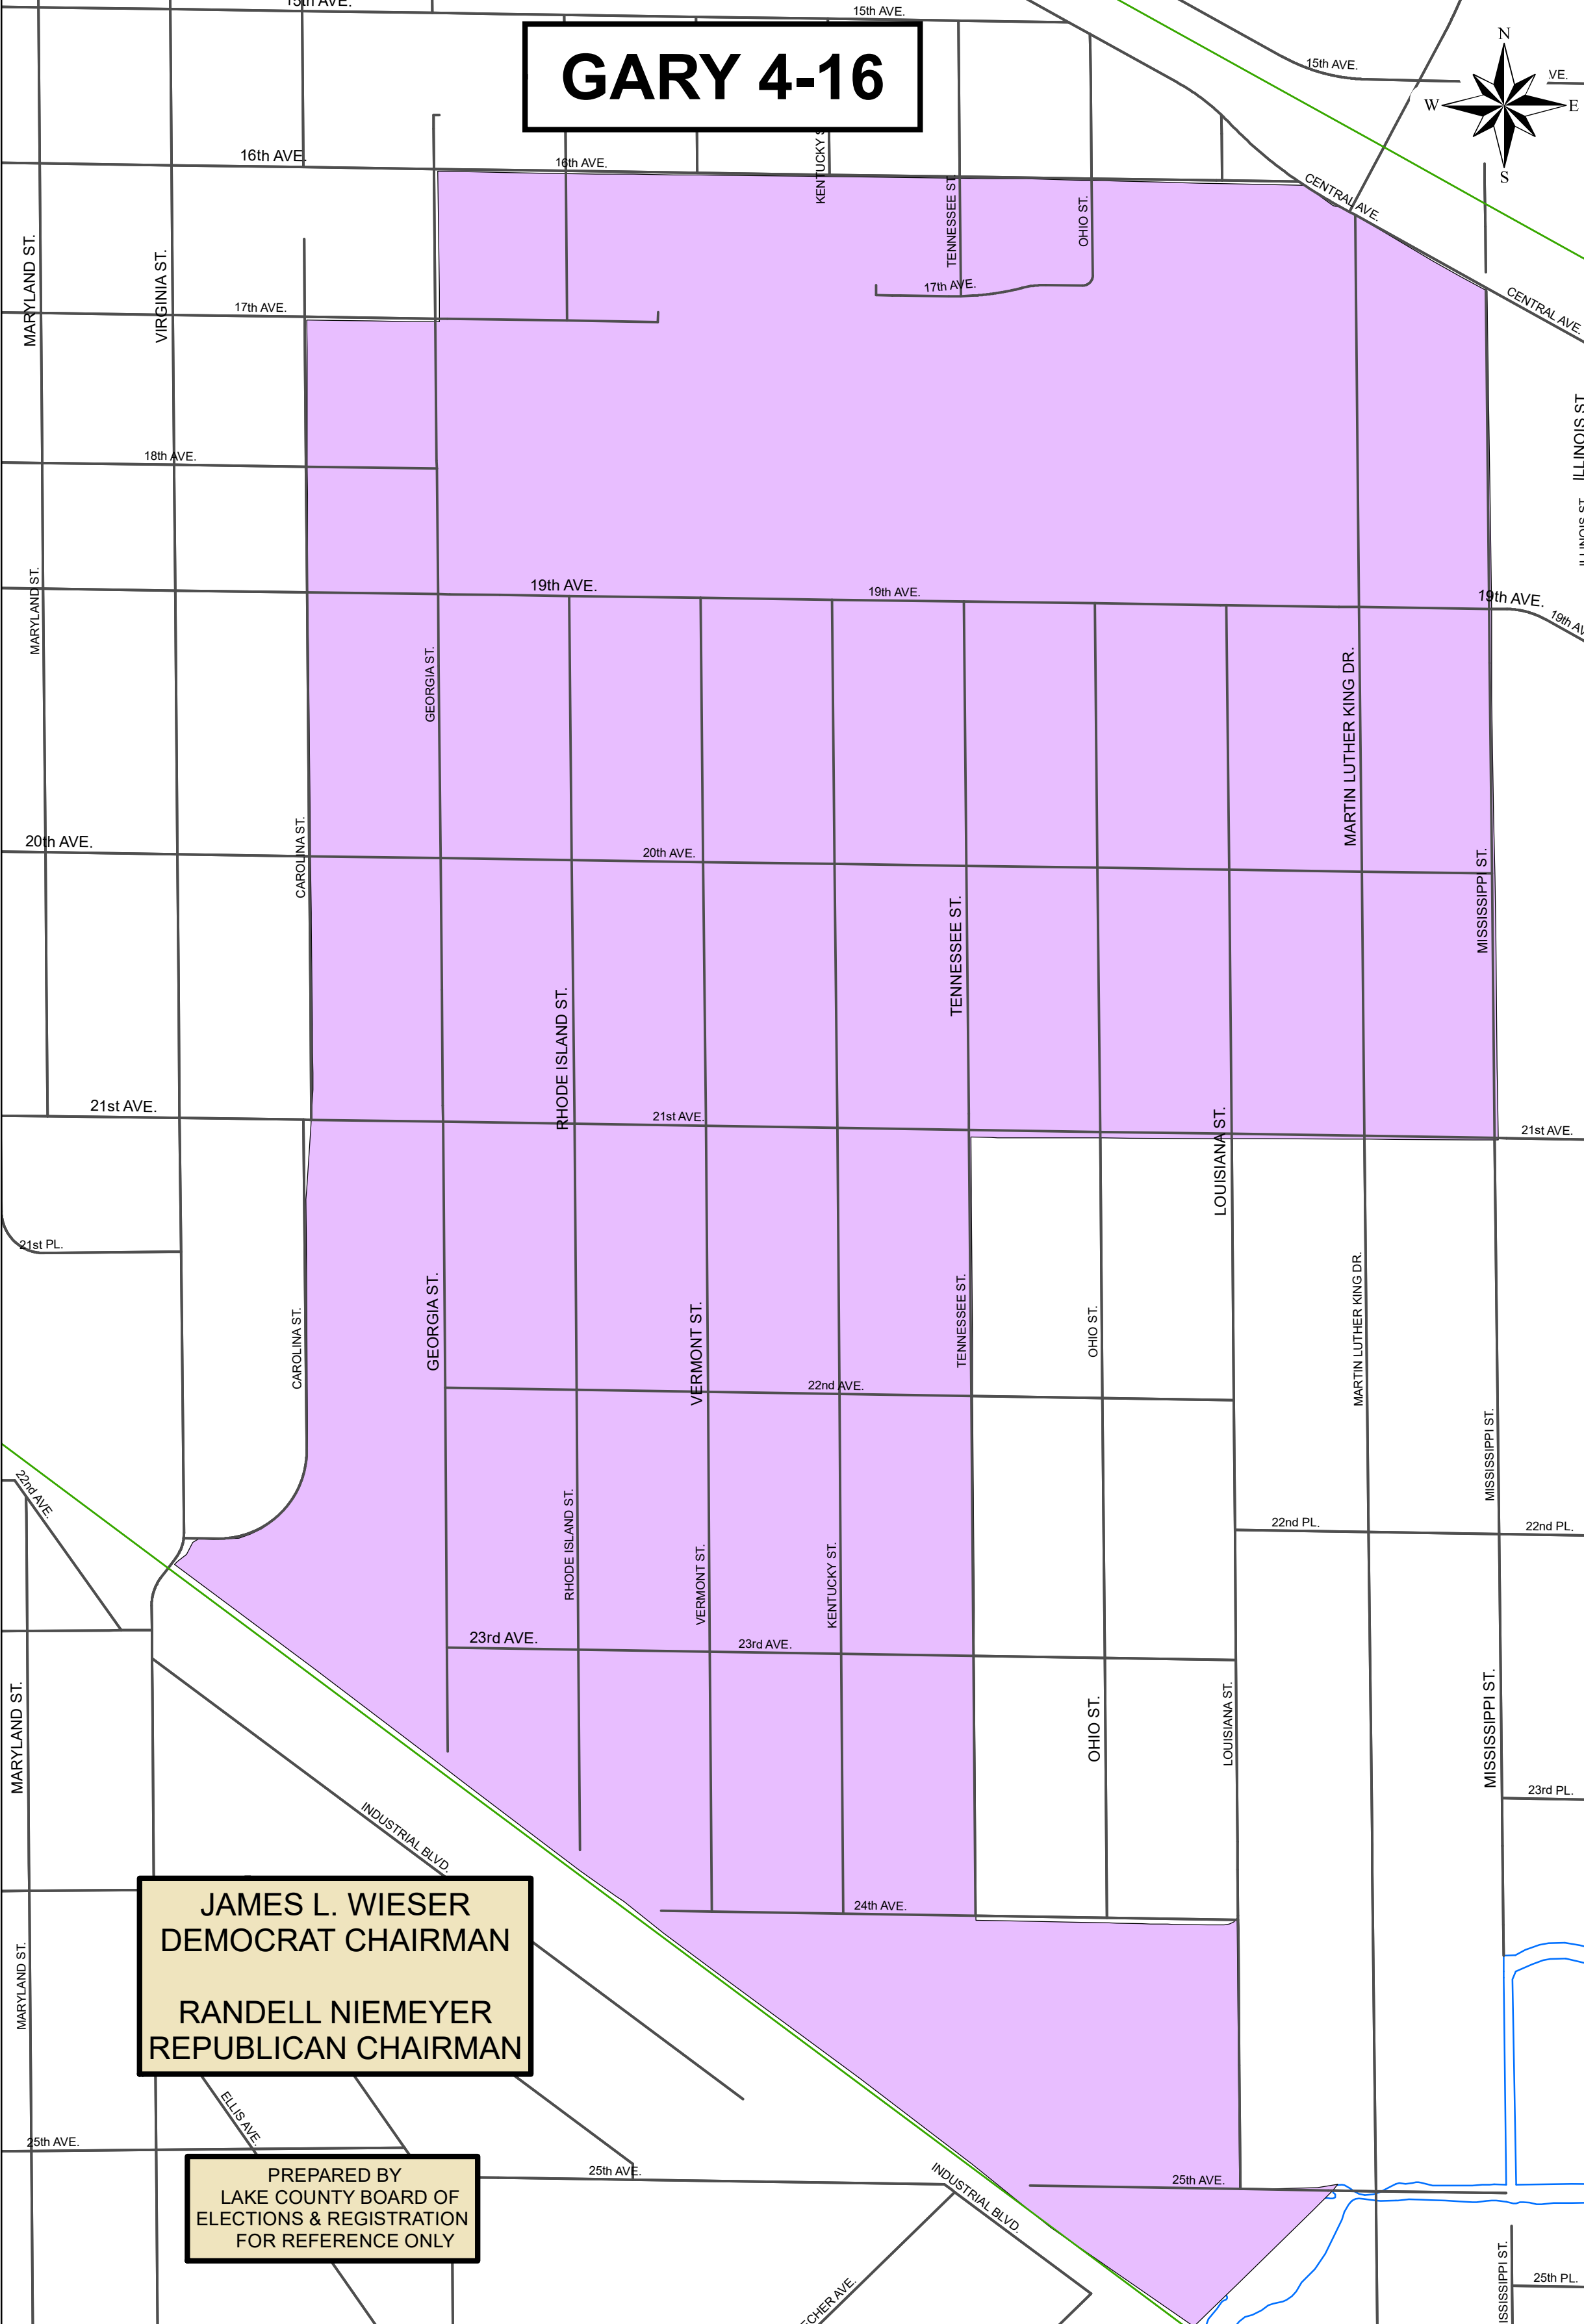 15th AVE.
15th AVE.
GARY 4-16
15th AVE.
VE.
N
W
E
S
16th AVE.
16th AVE.
KENTUCKY S
TENNESSEE ST.
OHIO ST.
CENTRAL AVE.
MARYLAND ST.
VIRGINIA ST.
17th AVE.
17th AVE.
CENTRAL AVE.
ILLINOIS ST.
ILLINOIS ST.
18th AVE.
19th AVE.
19th AVE.
19th AVE.
19th AV
MARYLAND ST.
GEORGIA ST.
MARTIN LUTHER KING DR.
20th AVE.
20th AVE.
CAROLINA ST.
TENNESSEE ST.
MISSISSIPPI ST.
RHODE ISLAND ST.
21st AVE.
21st AVE.
21st AVE.
LOUISIANA ST.
21st PL.
CAROLINA ST.
GEORGIA ST.
VERMONT ST.
TENNESSEE ST.
OHIO ST.
MARTIN LUTHER KING DR.
22nd AVE.
MISSISSIPPI ST.
22nd AVE.
22nd PL.
22nd PL.
RHODE ISLAND ST.
VERMONT ST.
KENTUCKY ST.
23rd AVE.
23rd AVE.
MARYLAND ST.
OHIO ST.
LOUISIANA ST.
MISSISSIPPI ST.
23rd PL.
INDUSTRIAL BLVD.
24th AVE.
JAMES L. WIESER
DEMOCRAT CHAIRMAN
RANDELL NIEMEYER
REPUBLICAN CHAIRMAN
MARYLAND ST.
ELLIS AVE.
25th AVE.
25th AVE.
INDUSTRIAL BLVD.
25th AVE.
PREPARED BY
LAKE COUNTY BOARD OF
ELECTIONS & REGISTRATION
FOR REFERENCE ONLY
CHER AVE.
SSISSIPPI ST.
25th PL.